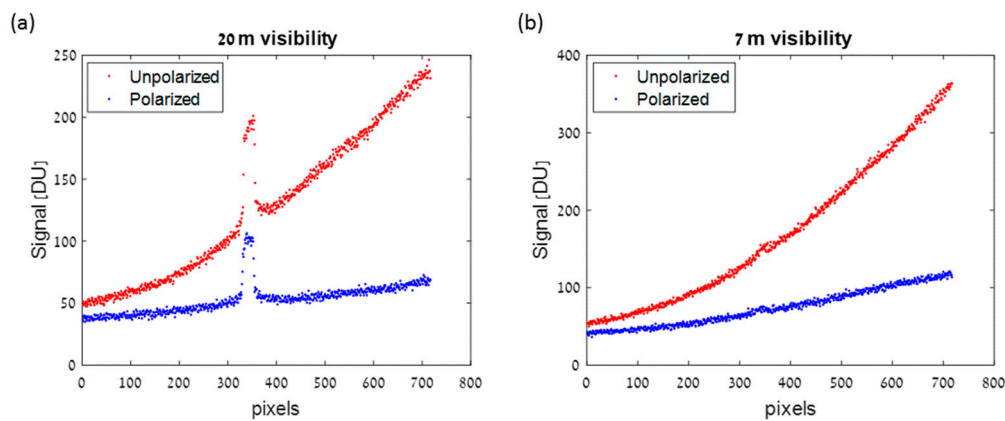 (a)
20 m visibility
250
200
150
100
50
0
Signal [DU]
Unpolarized
Polarized
0 100 200 300 400 500 600 700 800
pixels
(b)
7 m visibility
400
300
200
100
0
Signal [DU]
Unpolarized
Polarized
0 100 200 300 400 500 600 700 800
pixels